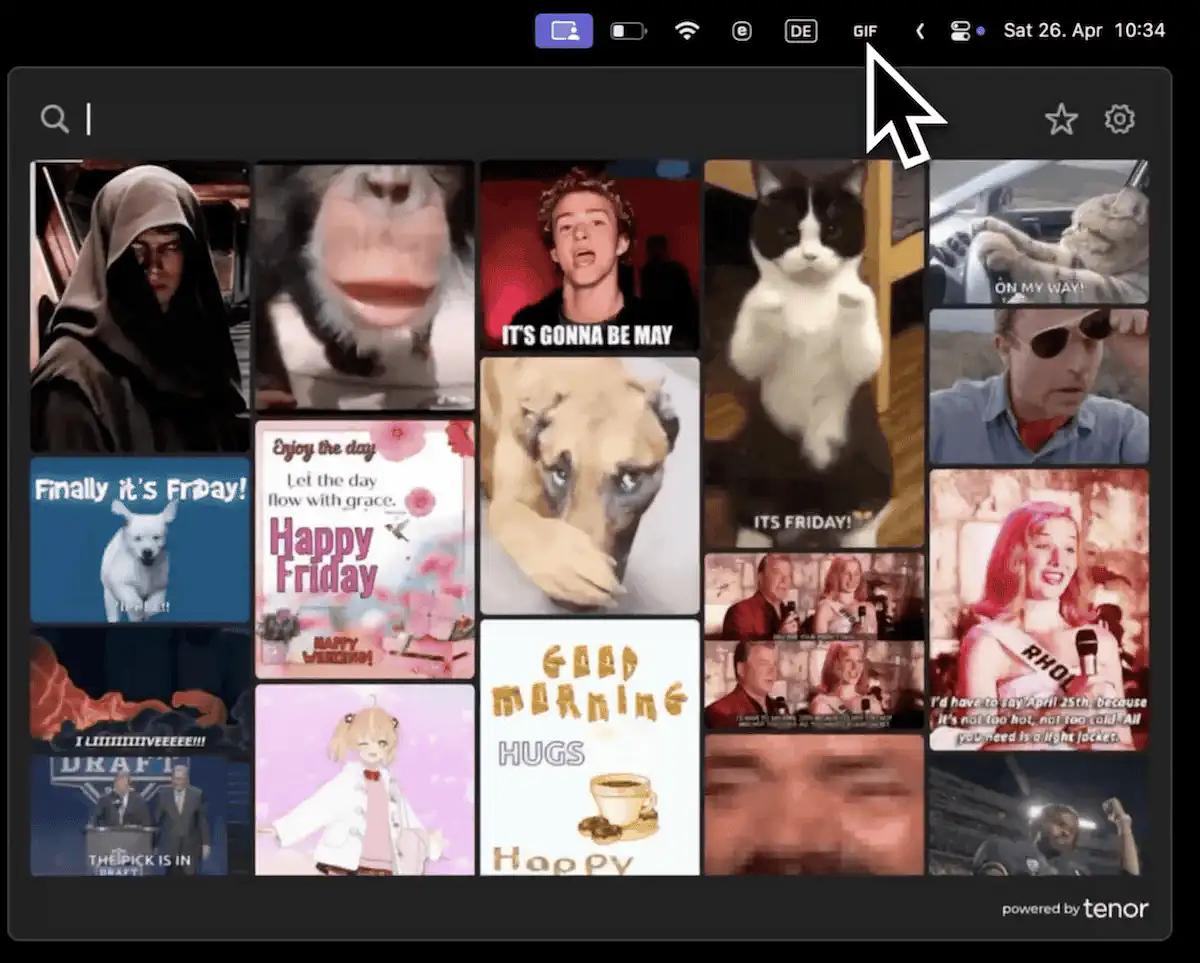 DE
GIF
Sat 26. Apr 10:34
IT'S GONNA BE MAY
ON MY WAY!
Finally it's Friday!
Enjoy the day
Let the day
flow with grace.
Happy
Friday
HAPPY
ITS FRIDAY!
I LIIIIIIIIVEEEEE!!!
DRAFT
THE PICK IS IN
DRAFT
GOOD
MORNING
HUGS
Happy
I'd have to say April 25th, because
it's not too hot, not too cold. All
you need is a light jacket.
powered by tenor